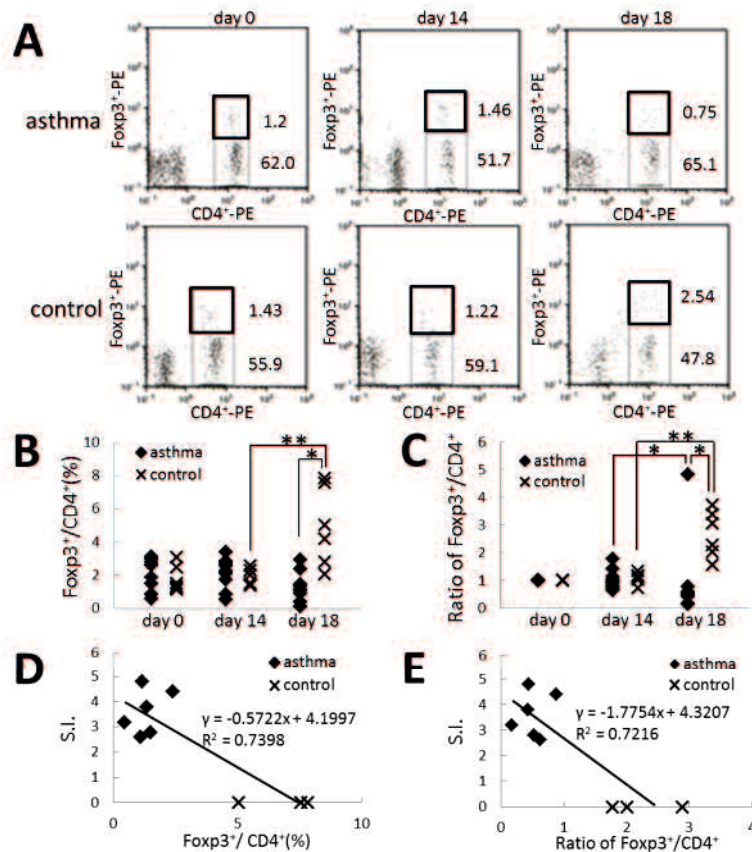 A
day 0
day 14
day 18
asthma
Foxp3⁺-PE
1.2
62.0
CD4⁺-PE
Foxp3⁺-PE
1.46
51.7
CD4⁺-PE
Foxp3⁺-PE
0.75
65.1
CD4⁺-PE
control
Foxp3⁺-PE
1.43
55.9
CD4⁺-PE
Foxp3⁺-PE
1.22
59.1
CD4⁺-PE
Foxp3⁺-PE
2.54
47.8
CD4⁺-PE
B
Foxp3⁺/CD4⁺(%)
10
8
6
4
2
0
◆ asthma
× control
**
*
day 0
day 14
day 18
C
Ratio of Foxp3⁺/CD4⁺
6
5
4
3
2
1
0
◆ asthma
× control
**
*
*
day 0
day 14
day 18
D
S.I.
6
5
4
3
2
1
0
◆ asthma
× control
y = -0.5722x + 4.1997
R² = 0.7398
0
5
10
Foxp3⁺/ CD4⁺(%)
E
S.I.
6
5
4
3
2
1
0
◆ asthma
× control
y = -1.7754x + 4.3207
R² = 0.7216
0
1
2
3
4
Ratio of Foxp3⁺/CD4⁺